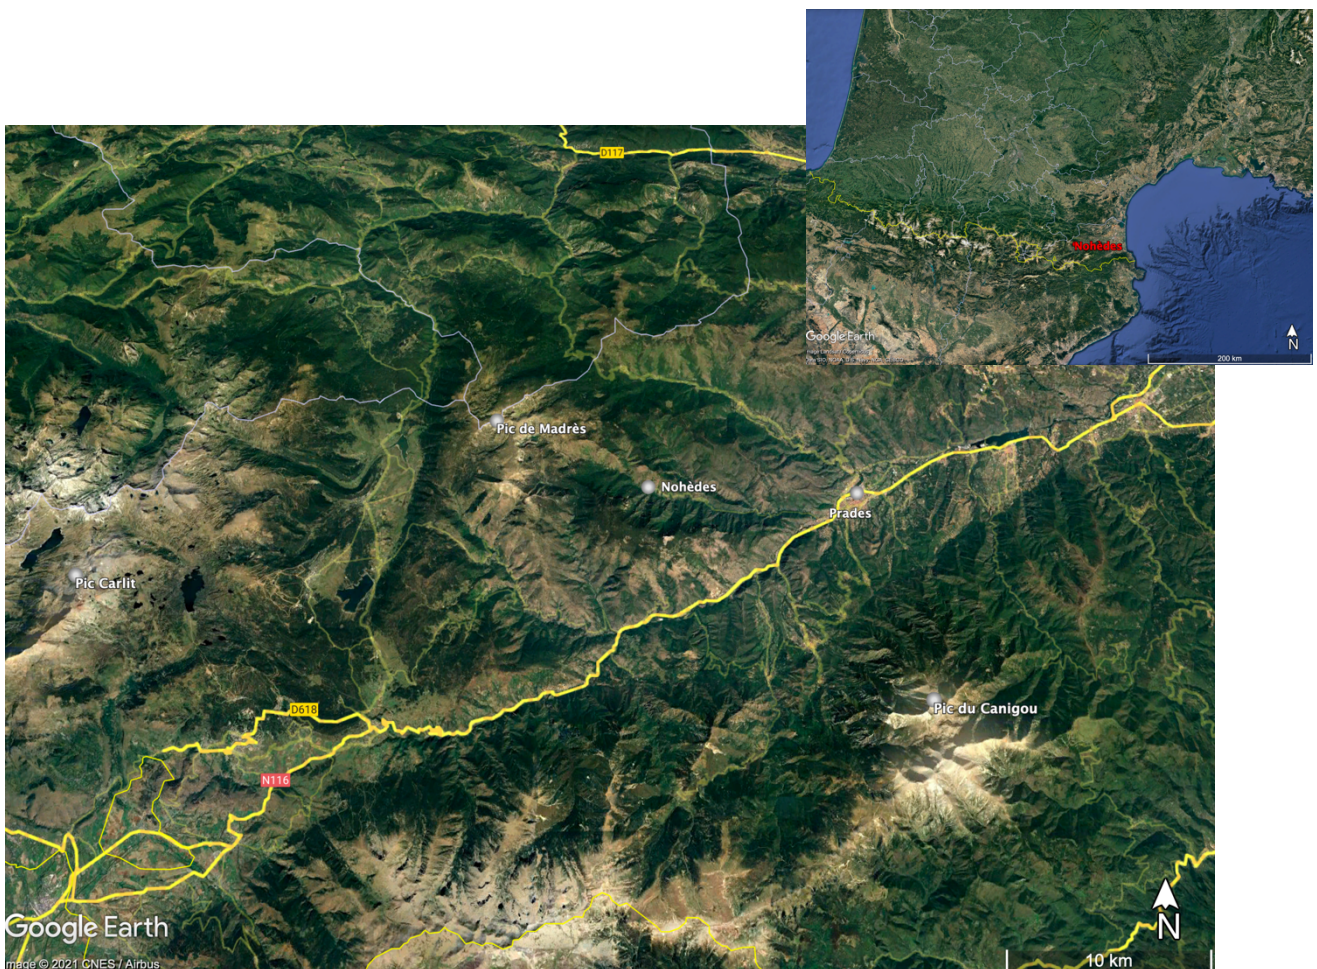 Nohèdes
Google Earth
N
200 km
D117
Pic de Madrès
Nohèdes
Prades
Pic Carlit
Pic du Canigou
D618
N116
Google Earth
mage © 2021 CNES / Airbus
N
10 km